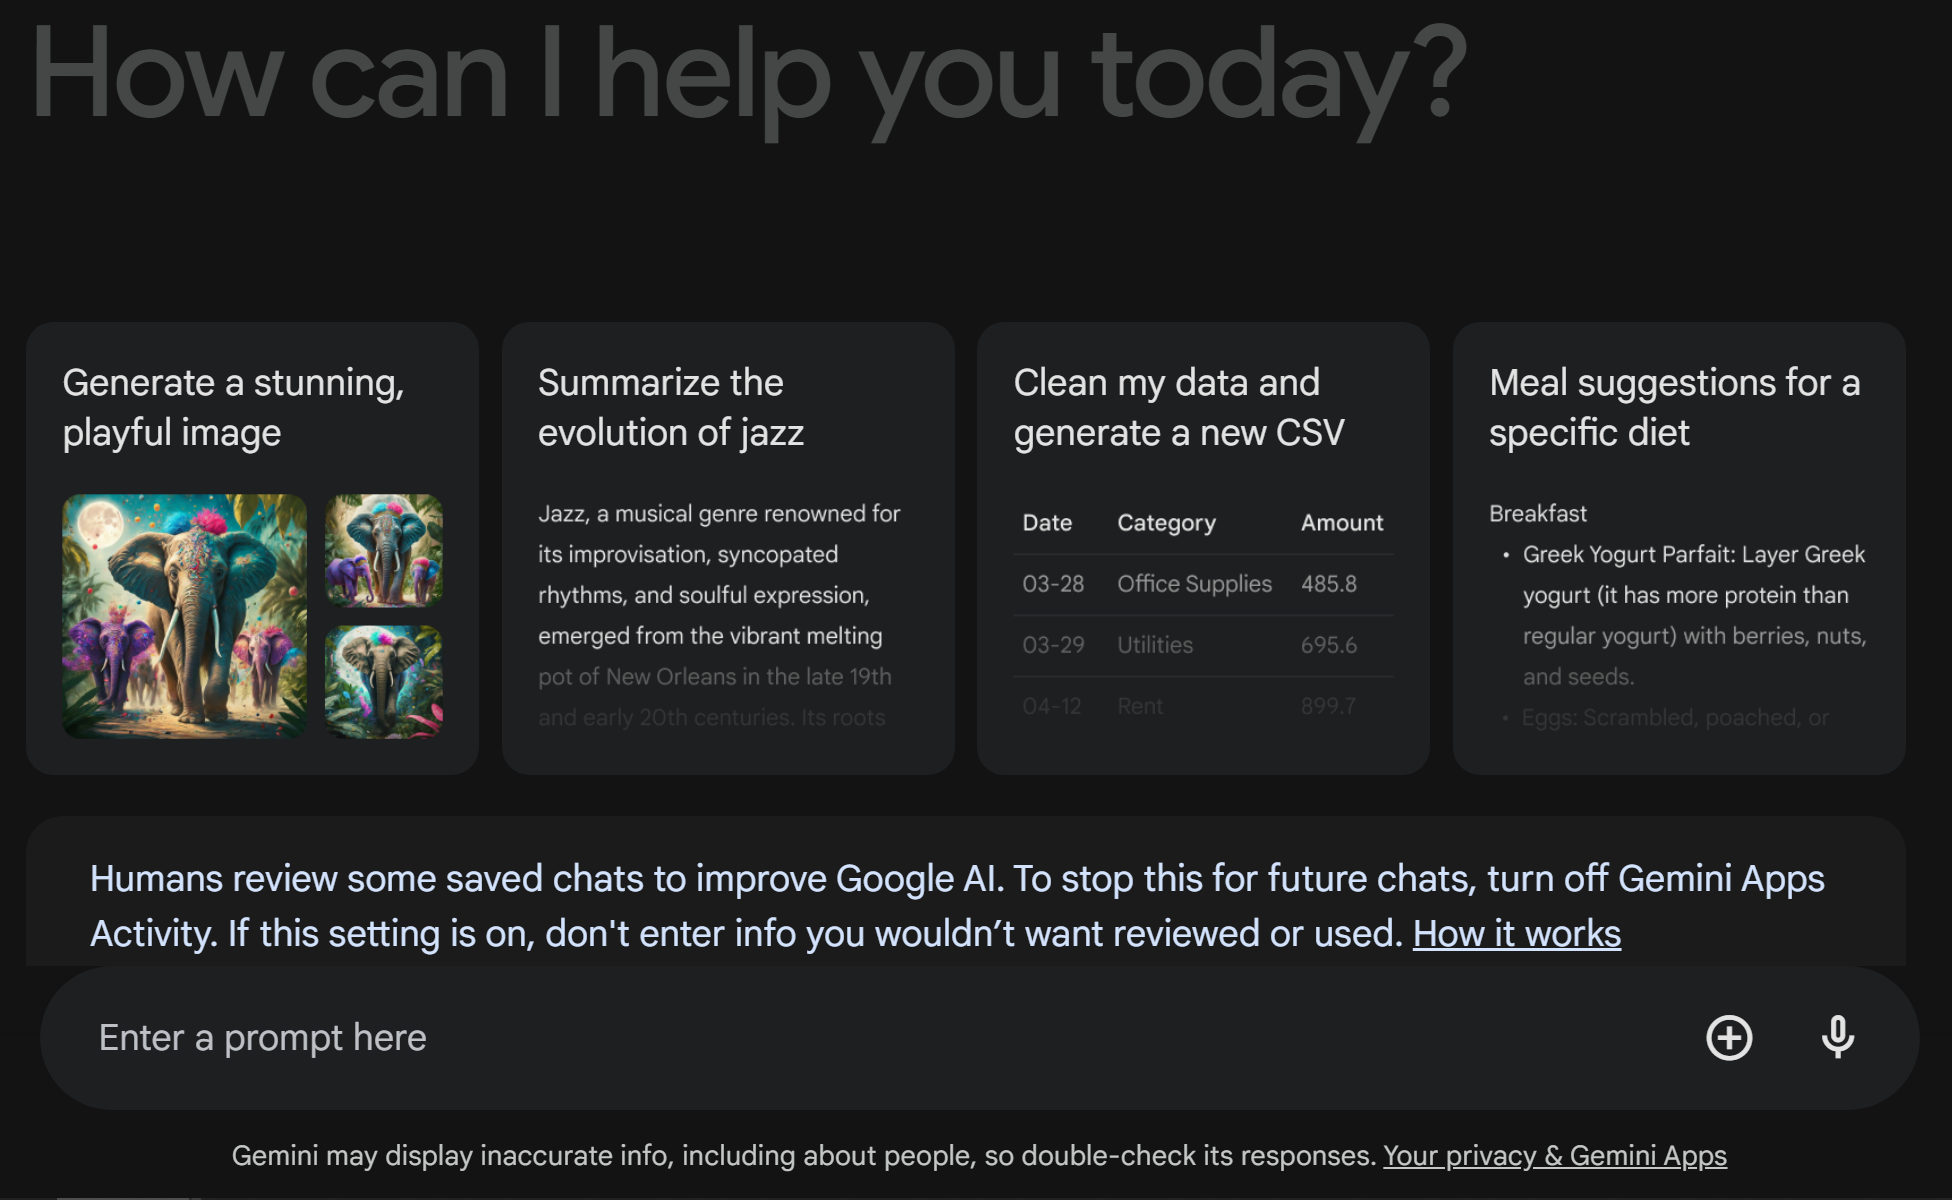 How can I help you today?
Generate a stunning,
playful image
Summarize the
evolution of jazz
Jazz, a musical genre renowned for
its improvisation, syncopated
rhythms, and soulful expression,
emerged from the vibrant melting
pot of New Orleans in the late 19th
and early 20th centuries. Its roots
Clean my data and
generate a new CSV
Date Category Amount
03-28 Office Supplies 485.8
03-29 Utilities 695.6
04-12 Rent 899.7
Meal suggestions for a
specific diet
Breakfast
• Greek Yogurt Parfait: Layer Greek
yogurt (it has more protein than
regular yogurt) with berries, nuts,
and seeds.
• Eggs: Scrambled, poached, or
Humans review some saved chats to improve Google AI. To stop this for future chats, turn off Gemini Apps
Activity. If this setting is on, don't enter info you wouldn’t want reviewed or used. How it works
Enter a prompt here
Gemini may display inaccurate info, including about people, so double-check its responses. Your privacy & Gemini Apps